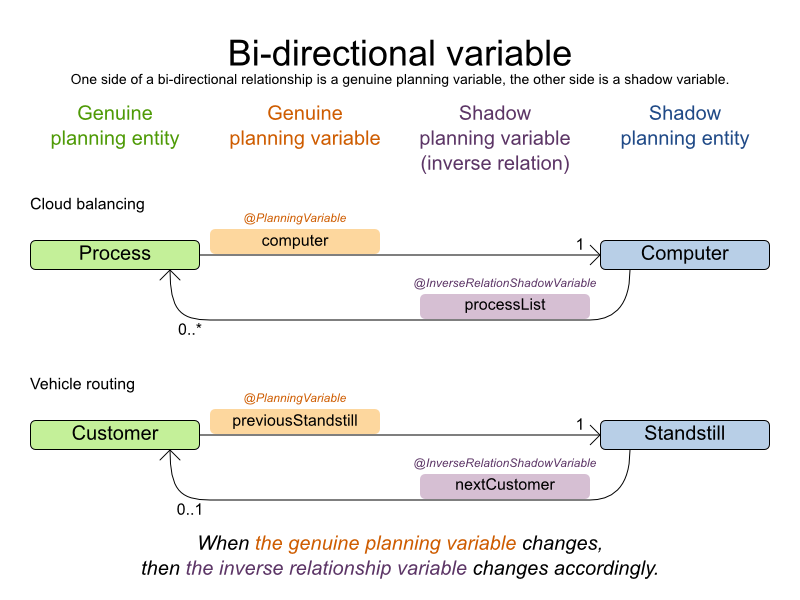 Bi-directional variable
One side of a bi-directional relationship is a genuine planning variable, the other side is a shadow variable.
Genuine
planning entity
Genuine
planning variable
Shadow
planning variable
(inverse relation)
Shadow
planning entity
Cloud balancing
@PlanningVariable
computer
1
Process
Computer
@InverseRelationShadowVariable
processList
0..*
Vehicle routing
@PlanningVariable
previousStandstill
1
Customer
Standstill
@InverseRelationShadowVariable
nextCustomer
0..1
When the genuine planning variable changes,
then the inverse relationship variable changes accordingly.